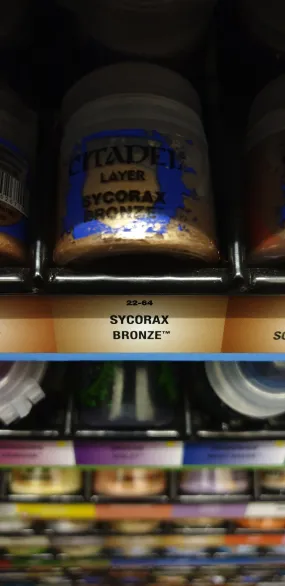 CITADEL
LAYER
SYCORAX
BRONZE
22-64
SYCORAX
BRONZE™